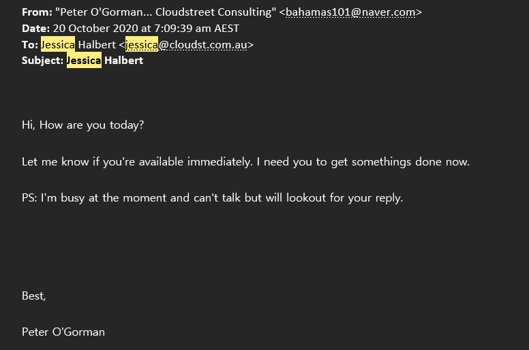 From: "Peter O'Gorman... Cloudstreet Consulting" <bahamas101@naver.com>
Date: 20 October 2020 at 7:09:39 am AEST
To: Jessica Halbert <jessica@cloudst.com.au>
Subject: Jessica Halbert
Hi, How are you today?
Let me know if you're available immediately. I need you to get somethings done now.
PS: I'm busy at the moment and can't talk but will lookout for your reply.
Best,
Peter O'Gorman